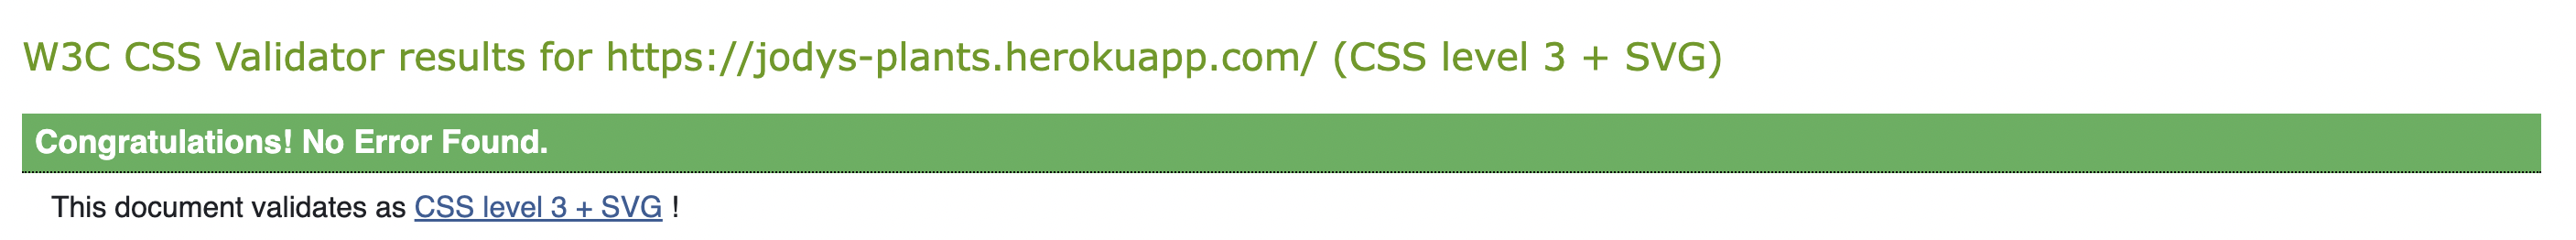 W3C CSS Validator results for https://jodys-plants.herokuapp.com/ (CSS level 3 + SVG)
Congratulations! No Error Found.
This document validates as CSS level 3 + SVG !